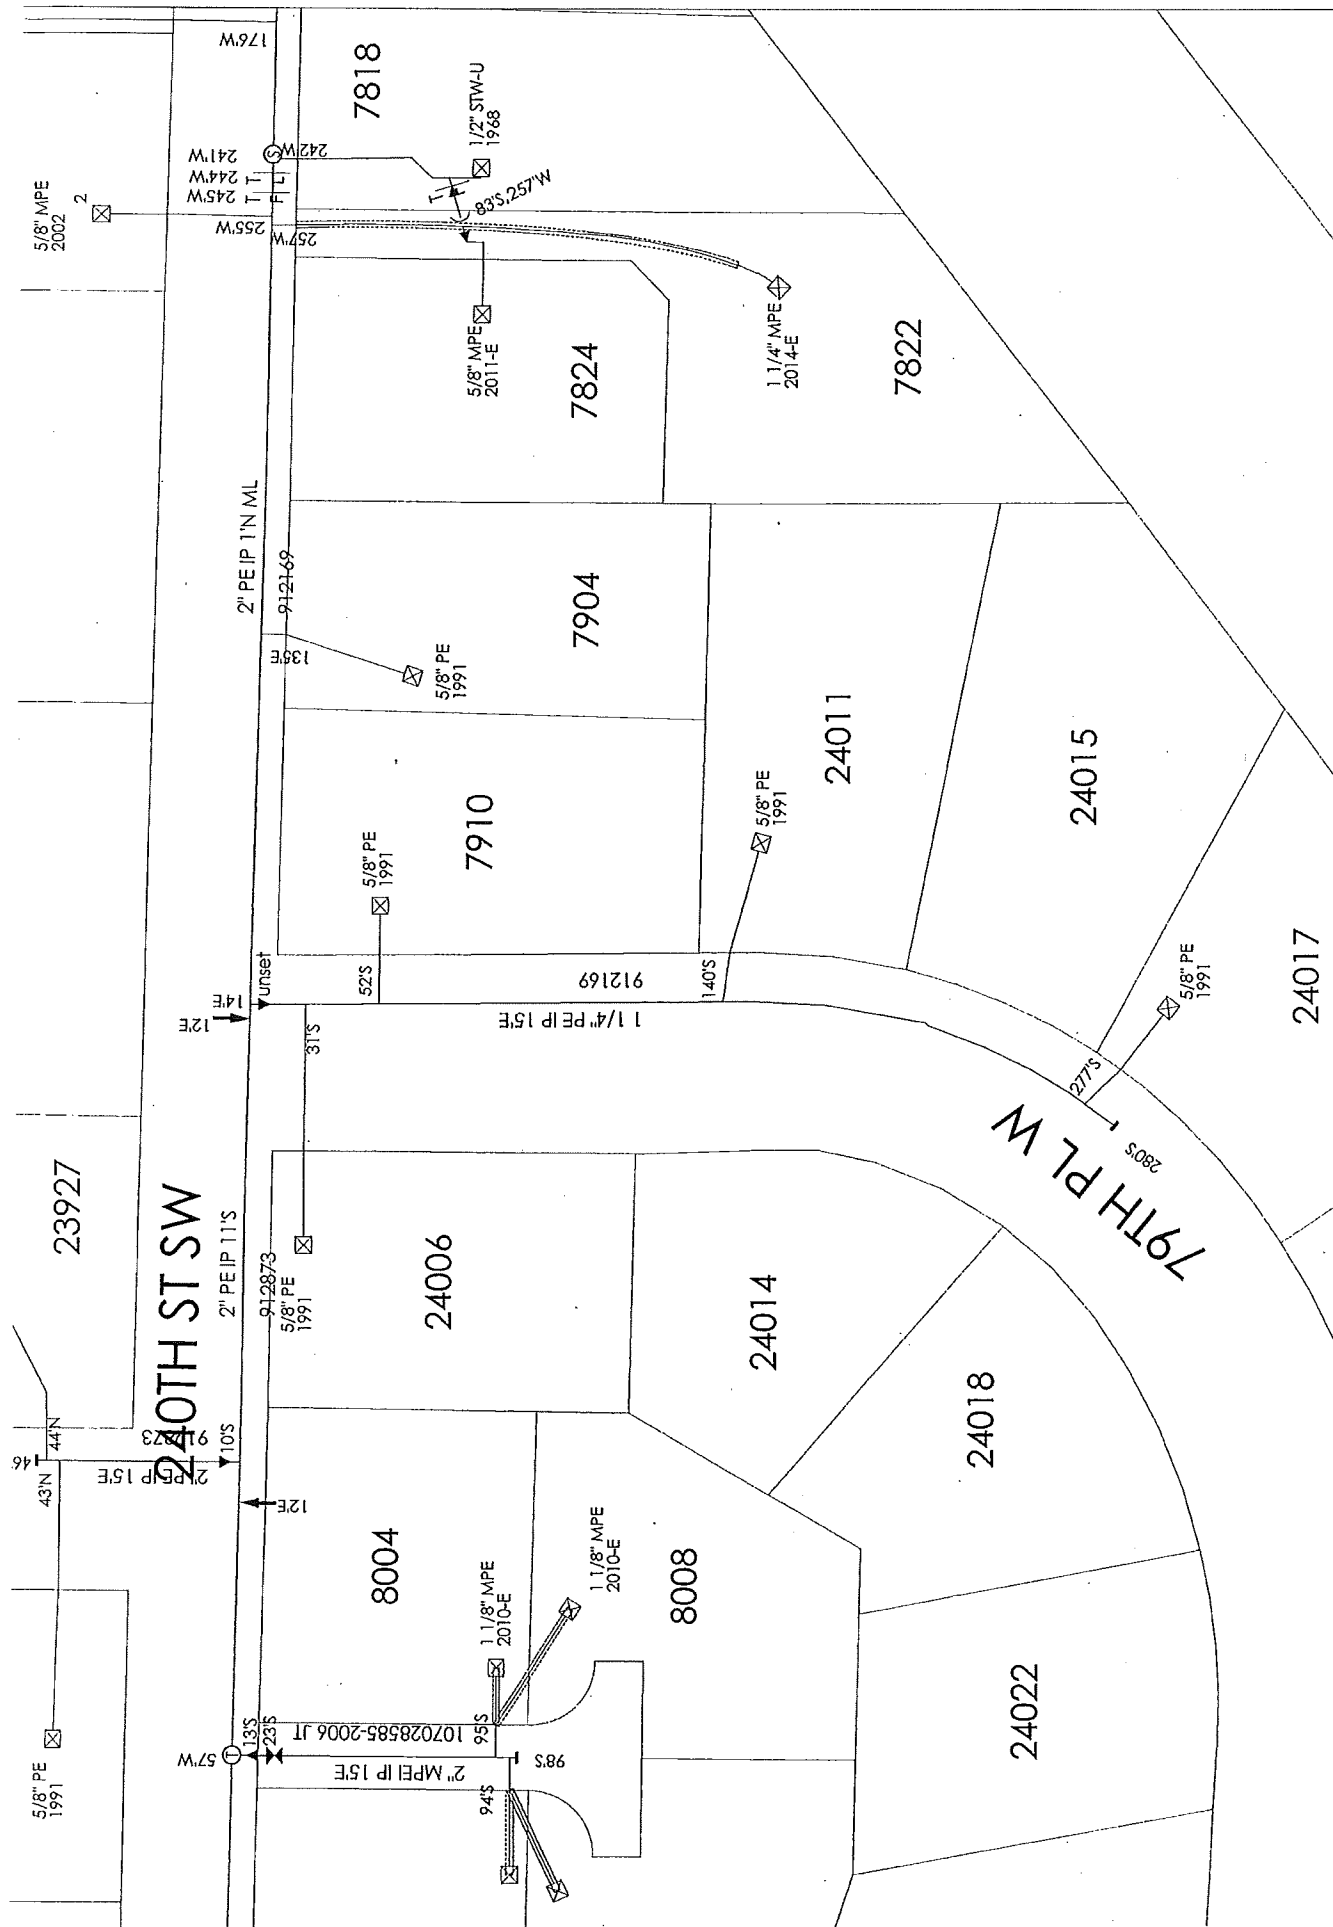 176'W
7818
1/2" STW-U
1968
241'W
242'W
244'W
T
L
245'W
T
F
T
83'S,257'W
5/8" MPE
2002
2
255'W
257'W
S
5/8" MPE
2011-E
7824
1 1/4" MPE
2014-E
7822
2" PE IP 1'N ML
912169
135'E
5/8" PE
1991
7904
7910
5/8" PE
1991
24011
5/8" PE
1991
24015
24017
5/8" PE
1991
unset
14'E
12'E
52'S
31'S
912169
140'S
1 1/4" PE IP 15'E
277'S
280'S
79TH PL W
23927
240TH ST SW
2" PE IP 11'S
912873
5/8" PE
1991
24006
24014
24018
46'
44'N
43'N
912873
10'S
2" PE IP 15'E
12'E
8004
1 1/8" MPE
2010-E
1 1/8" MPE
2010-E
8008
24022
5/8" PE
1991
57'W
T
13'S
23'S
107028585-2006 JT
95'S
2" MPE IP 15'E
94'S
98'S